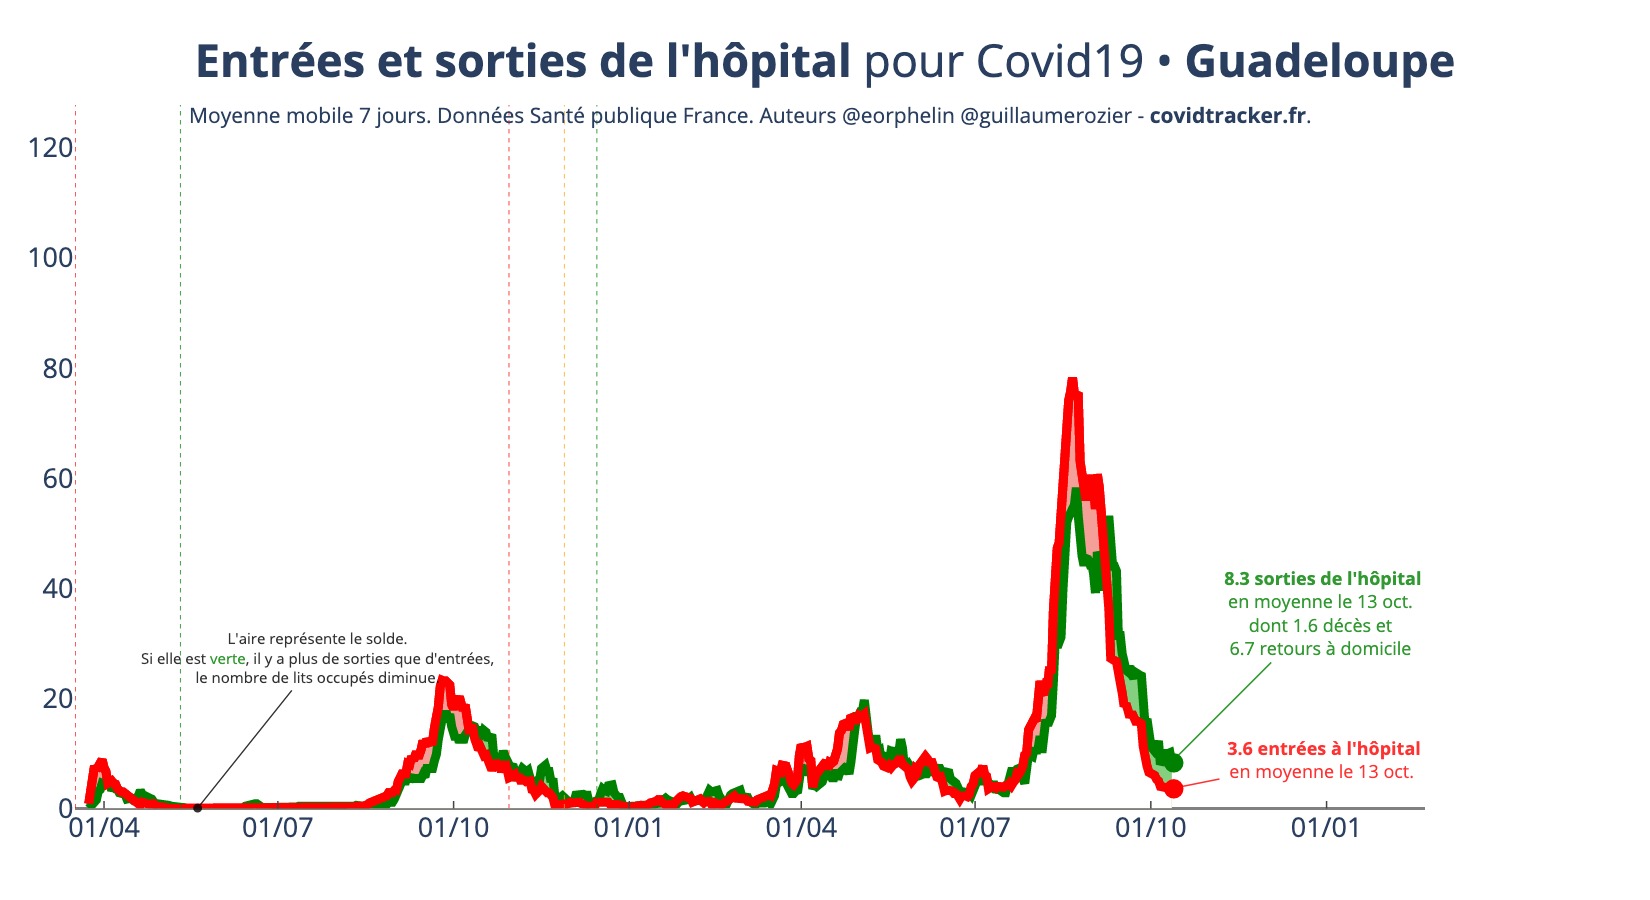 Entrées et sorties de l'hôpital pour Covid19 • Guadeloupe
Moyenne mobile 7 jours. Données Santé publique France. Auteurs @eorphelin @guillaumerozier - covidtracker.fr.
120
100
80
60
40
20
0
L'aire représente le solde.
Si elle est verte, il y a plus de sorties que d'entrées,
le nombre de lits occupés diminue.
8.3 sorties de l'hôpital
en moyenne le 13 oct.
dont 1.6 décès et
6.7 retours à domicile
3.6 entrées à l'hôpital
en moyenne le 13 oct.
01/04 01/07 01/10 01/01 01/04 01/07 01/10 01/01